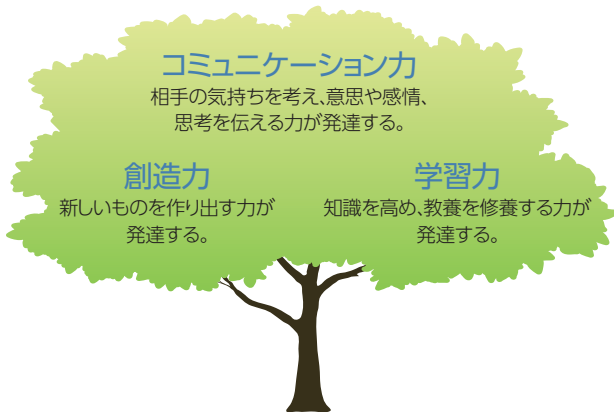 コミュニケーション力
相手の気持ちを考え、意思や感情、
思考を伝える力が発達する。
創造力
新しいものを作り出す力が
発達する。
学習力
知識を高め、教養を修養する力が
発達する。